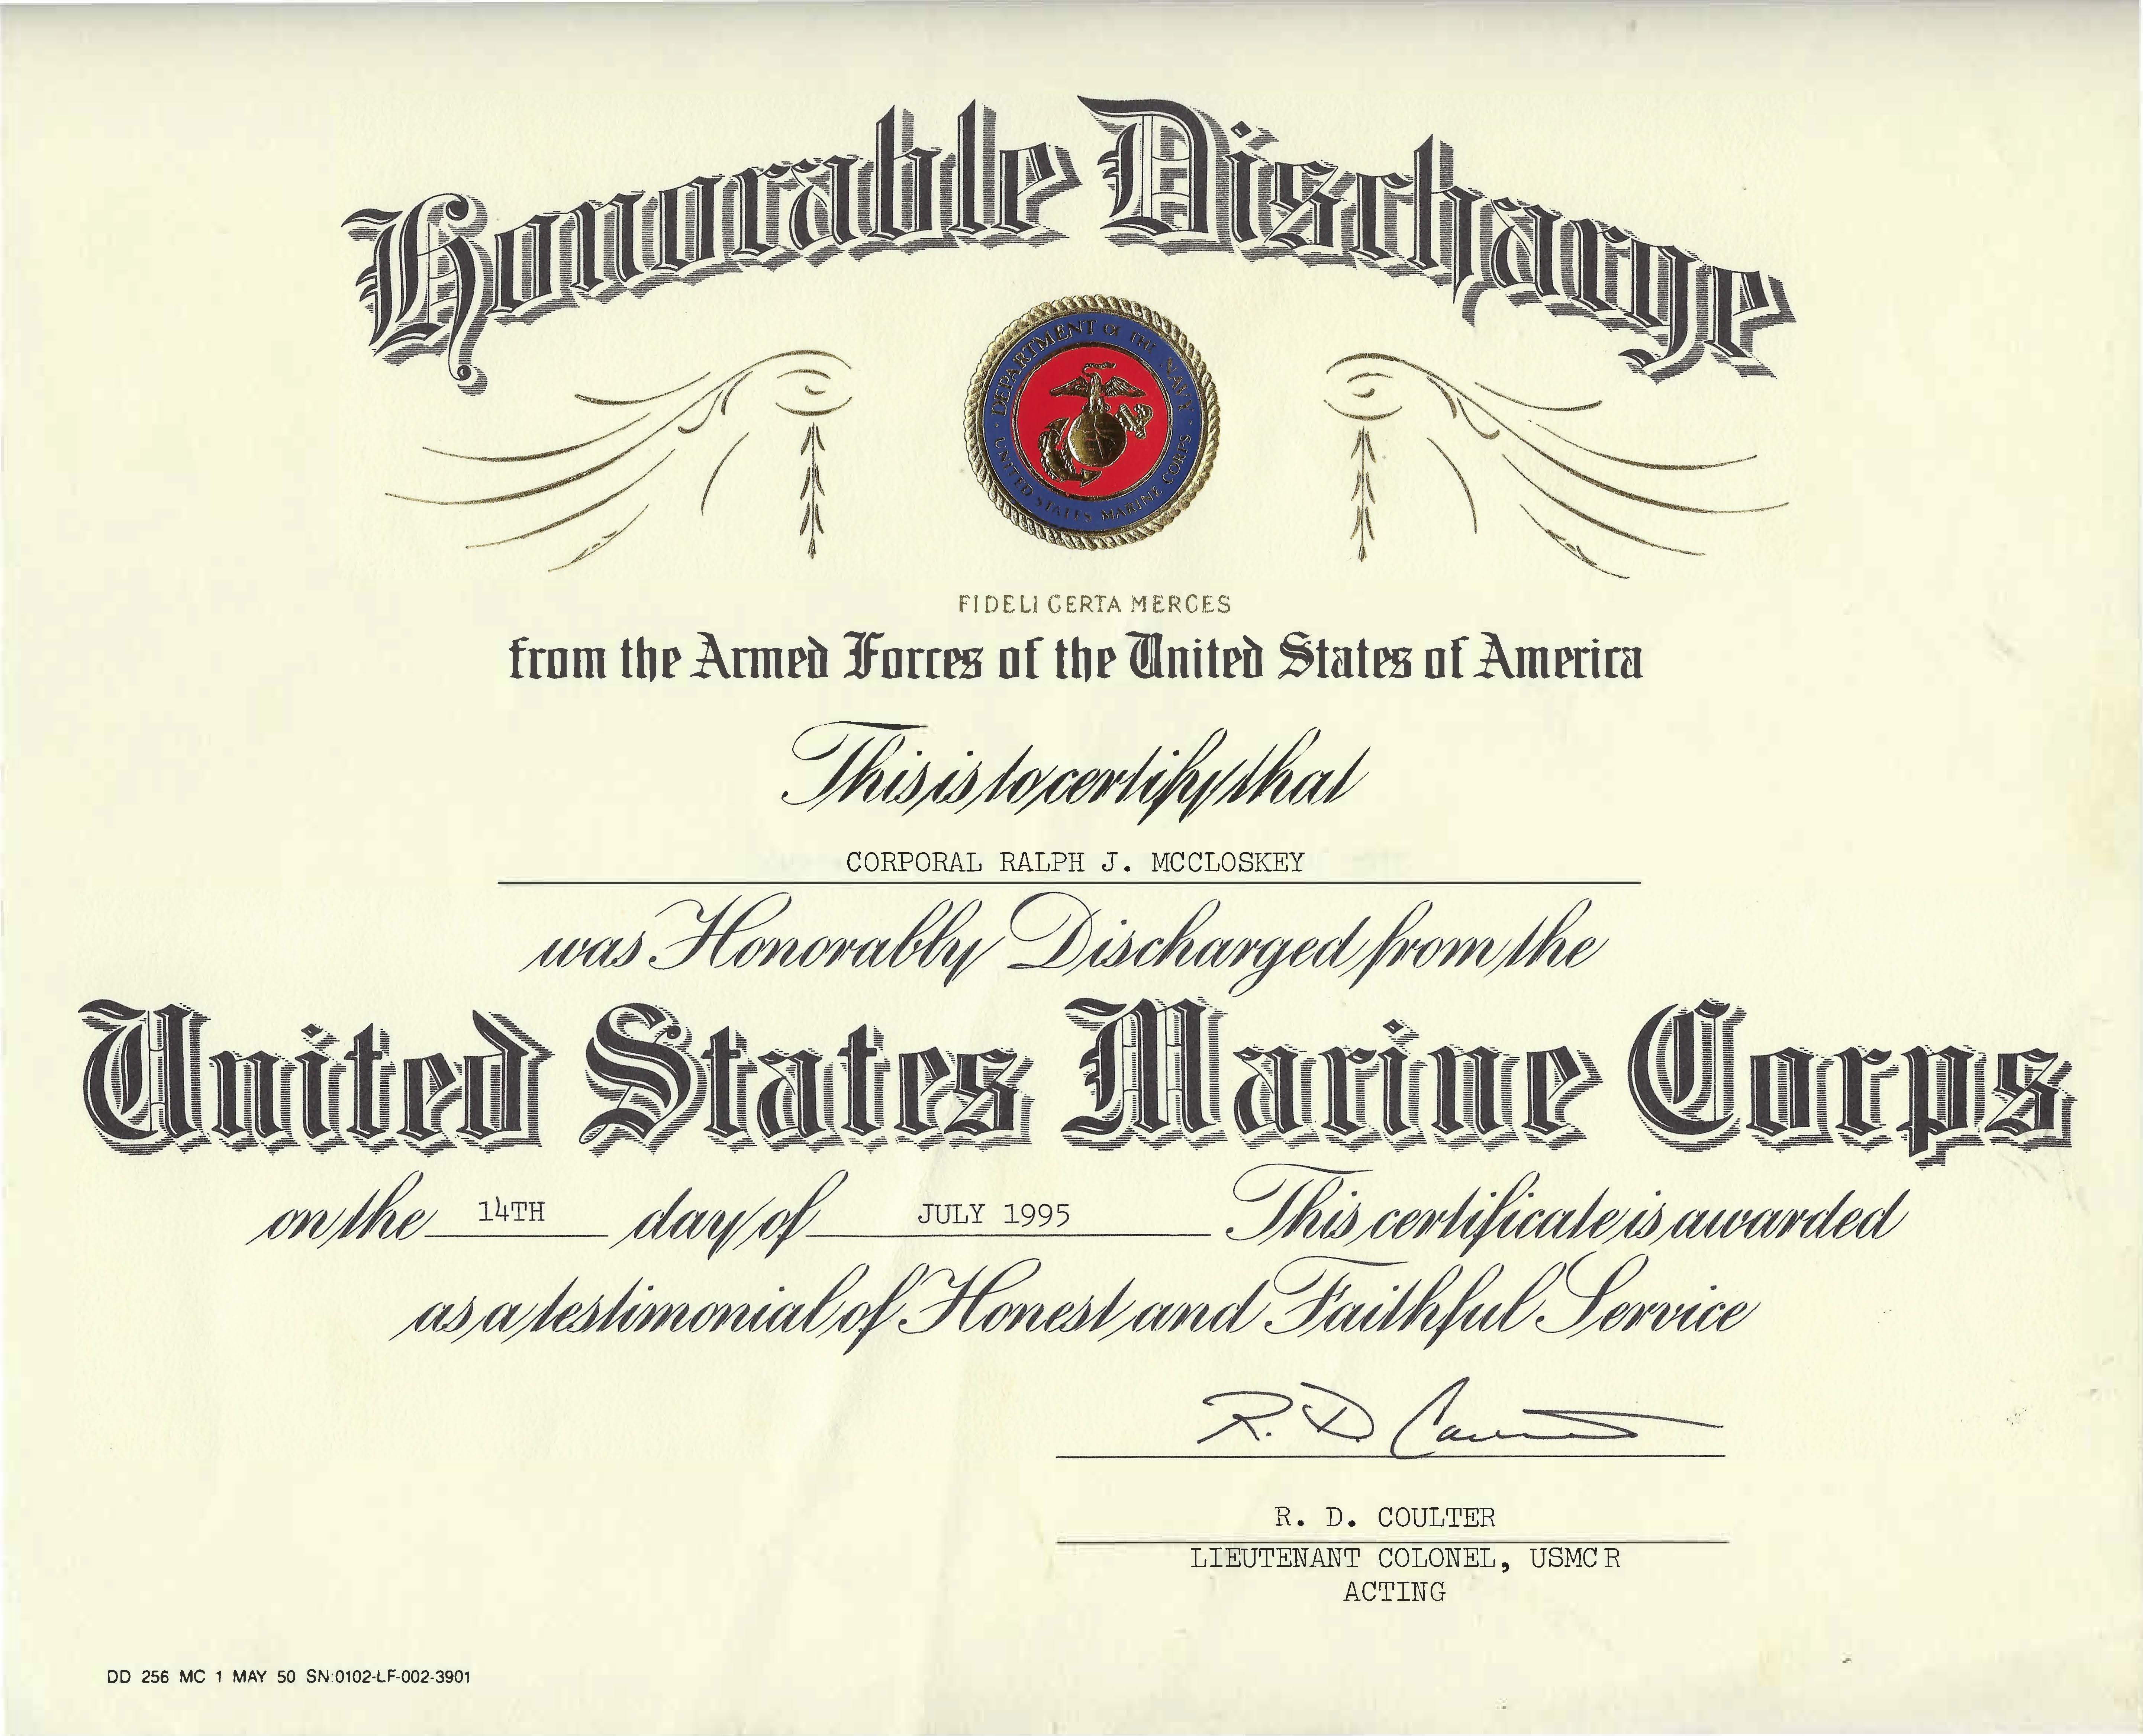 Honorable Discharge
DEPARTMENT OF THE NAVY
UNITED STATES MARINE CORPS
FIDELI CERTA MERCES
from the Armed Forces of the United States of America
This is to certify that
CORPORAL RALPH J. MCCLOSKEY
was Honorably Discharged from the
United States Marine Corps
on the 14TH day of JULY 1995 This certificate is awarded
as a testimonial of Honest and Faithful Service
R. D. Coulter
R. D. COULTER
LIEUTENANT COLONEL, USMCR
ACTING
DD 256 MC 1 MAY 50 SN:0102-LF-002-3901